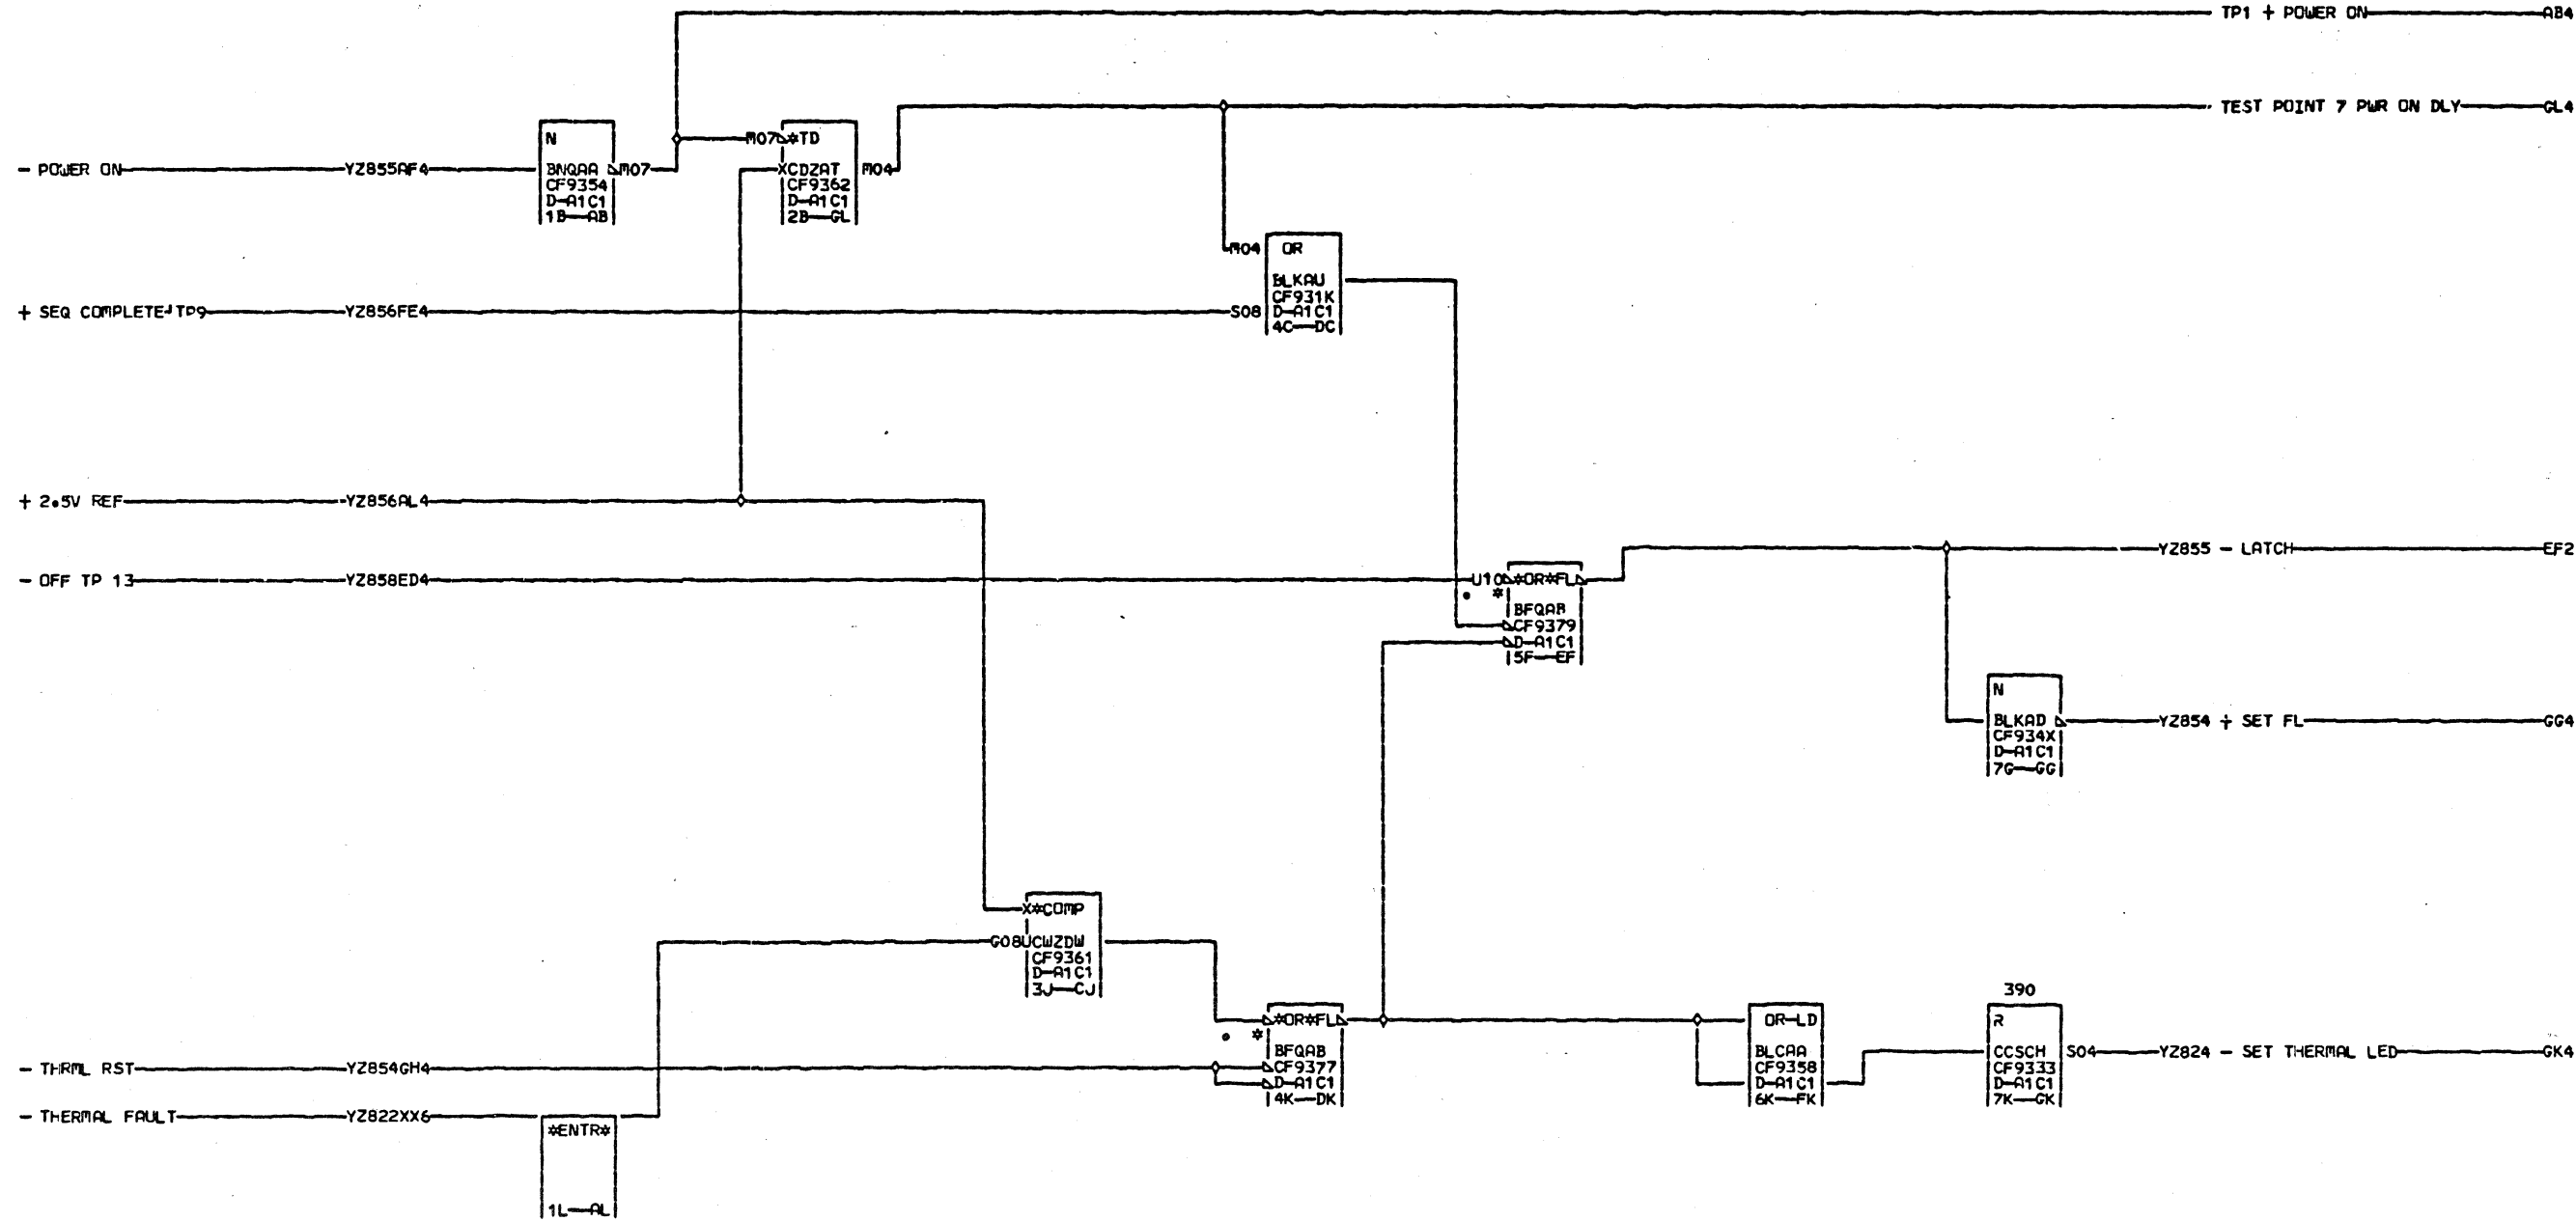 TP1 + POWER ON AB4
TEST POINT 7 PWR ON DLY GL4
N
M07 *TD
- POWER ON YZ855AF4 BNQAA M07
XCDZAT M04
CF9354
D-A1C1
1B-AB
CF9362
D-A1C1
2B-GL
M04 OR
BLKAU
CF931K
+ SEQ COMPLETE TP9 YZ856FE4 S08 D-A1C1
4C-DC
+ 2.5V REF YZ856AL4
YZ855 - LATCH EF2
- OFF TP 13 YZ858ED4 U10 *OR*FL
*
BFQAB
CF9379
D-A1C1
5F-EF
N
BLKAD YZ854 + SET FL GG4
CF934X
D-A1C1
7G-GG
X*COMP
G08UCWZDW
CF9361
D-A1C1
3J-CJ
390
*OR*FL
OR-LD
R
*
BFQAB
BLCAA
CCSCH S04 YZ824 - SET THERMAL LED GK4
- THRML RST YZ854GH4 CF9377
D-A1C1
4K-DK
CF9358
D-A1C1
6K-FK
CF9333
D-A1C1
7K-GK
- THERMAL FAULT YZ822XX6
*ENTR*
1L-AL